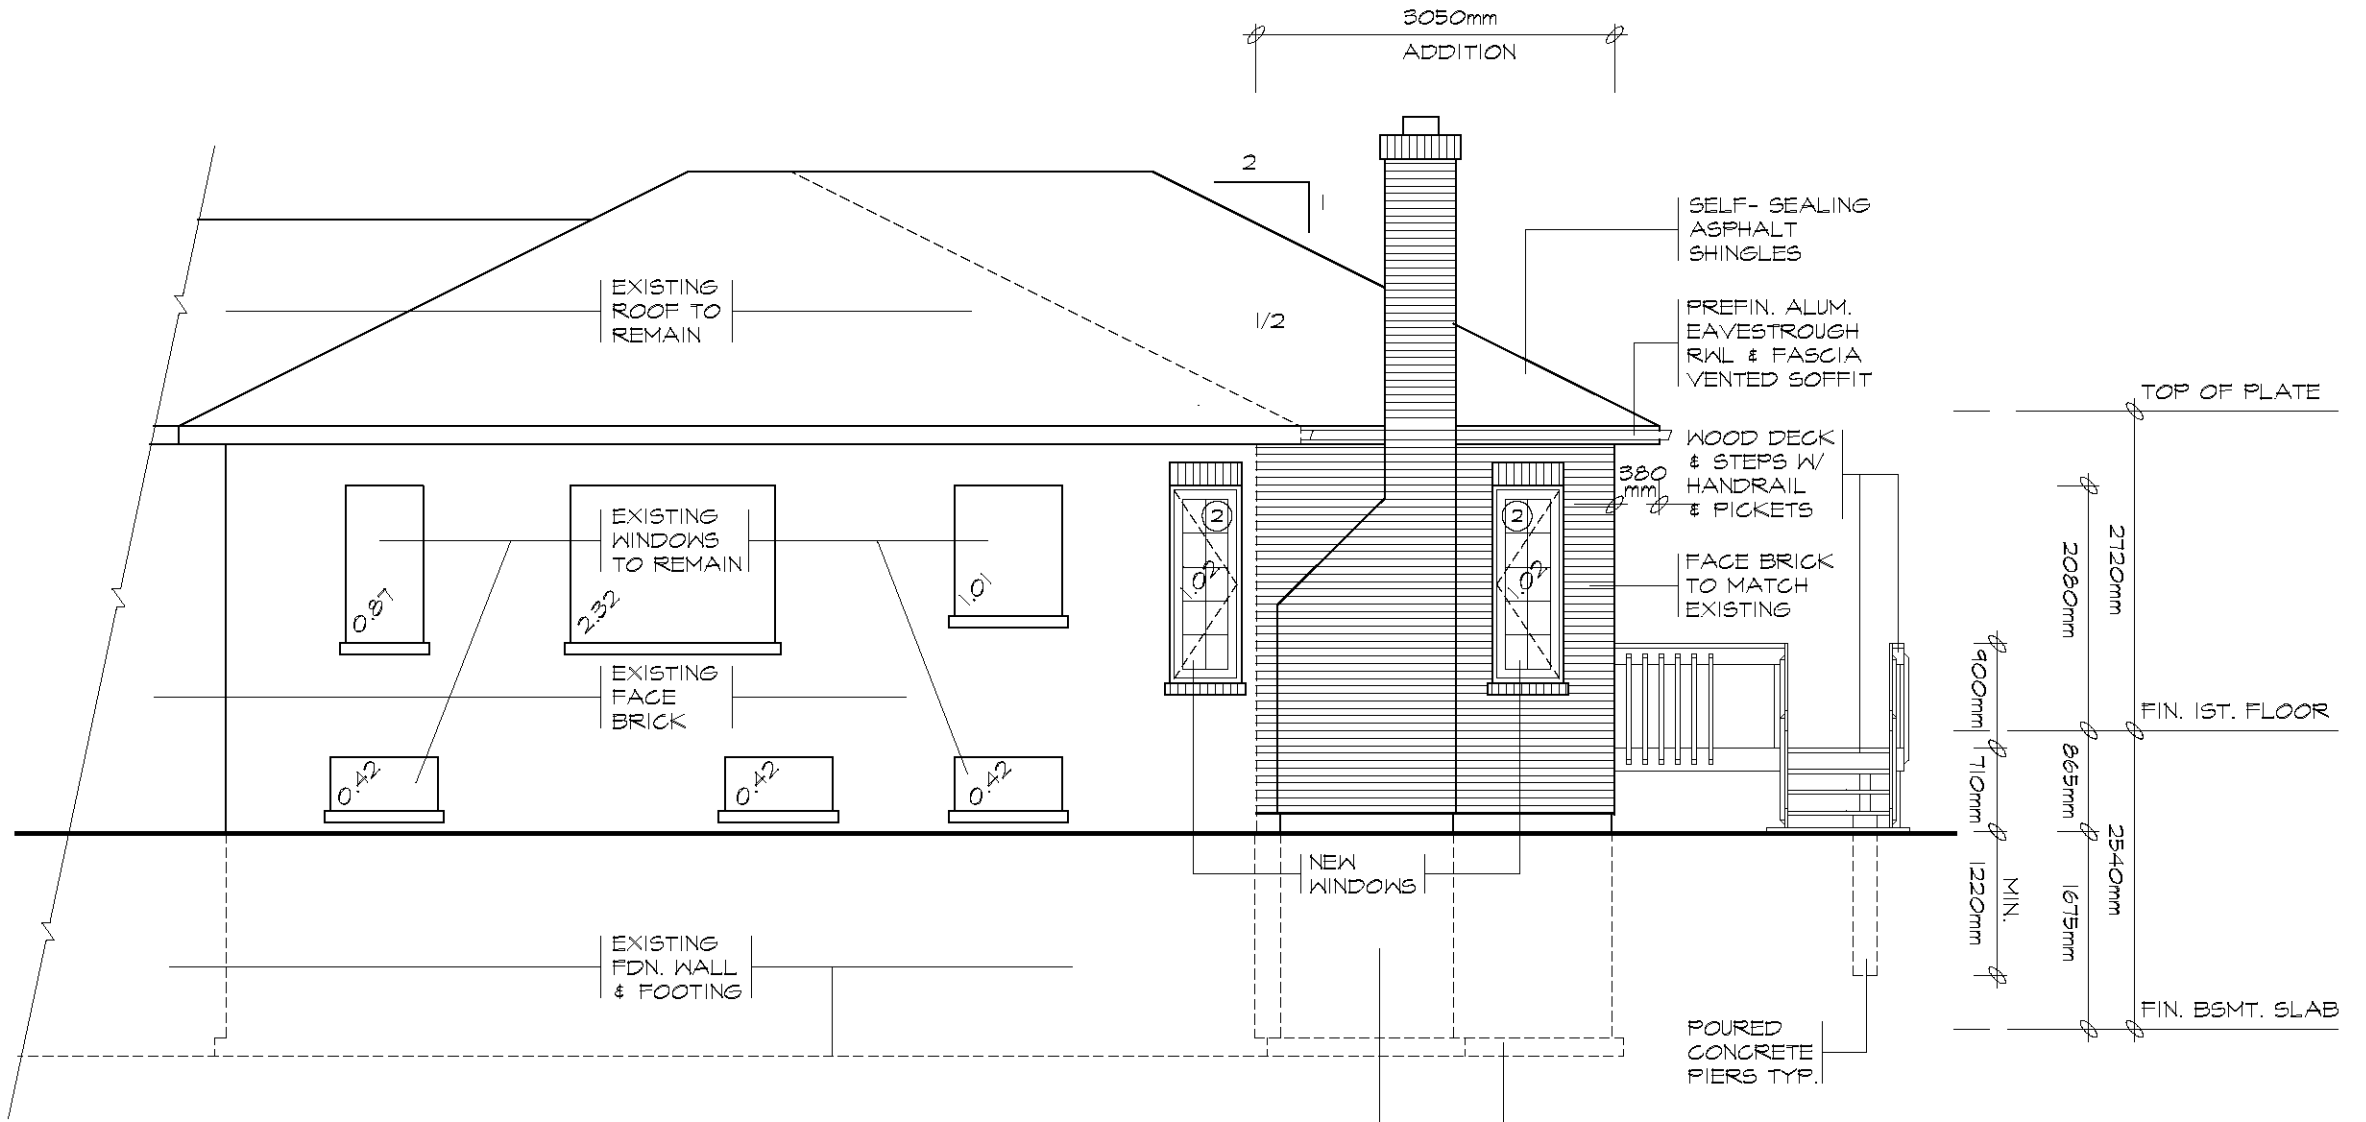 3050mm
ADDITION
2
1
SELF- SEALING
ASPHALT
SHINGLES
EXISTING
ROOF TO
REMAIN
1/2
PREFIN. ALUM.
EAVESTROUGH
RWL & FASCIA
VENTED SOFFIT
TOP OF PLATE
WOOD DECK
& STEPS W/
HANDRAIL
& PICKETS
380
mm
EXISTING
WINDOWS
TO REMAIN
2
2
0.87
2.32
1.01
1.02
1.02
FACE BRICK
TO MATCH
EXISTING
2720mm
2080mm
EXISTING
FACE
BRICK
900mm
FIN. 1ST. FLOOR
0.42
0.42
0.42
710mm
865mm
2540mm
NEW
WINDOWS
1220mm
MIN.
1675mm
EXISTING
FDN. WALL
& FOOTING
FIN. BSMT. SLAB
POURED
CONCRETE
PIERS TYP.